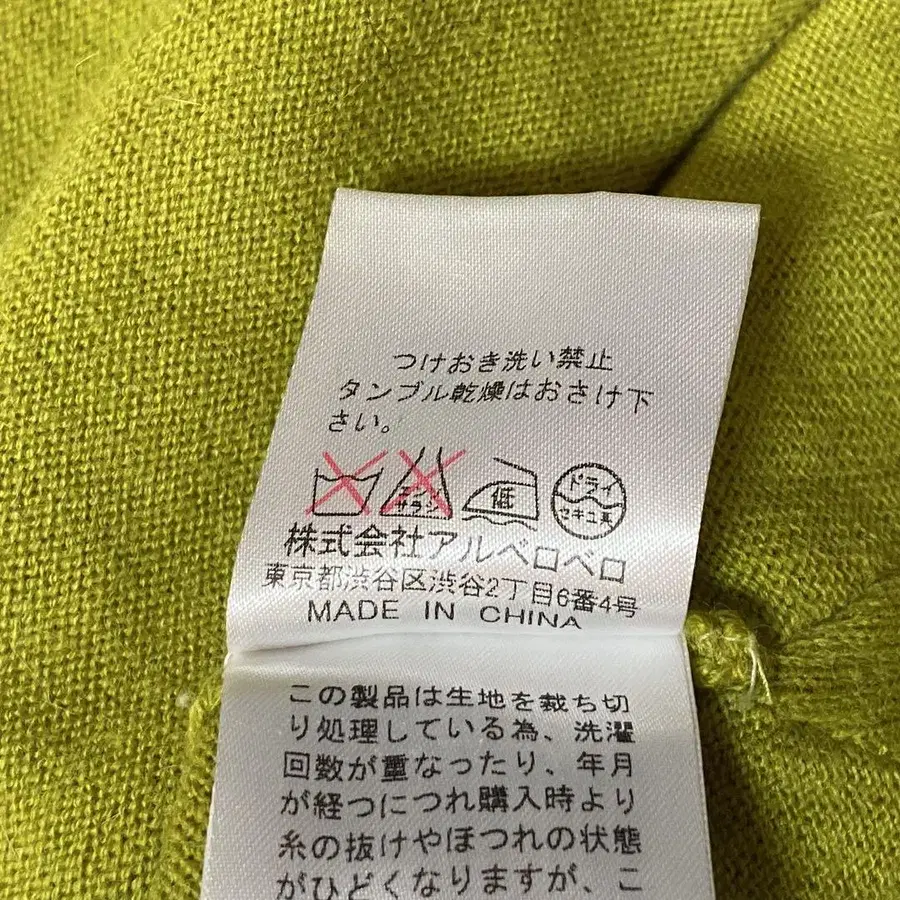 つけおき洗い禁止
タンブル乾燥はおさけ下
さい。
エンソ
サラシ
低
ドライ
セキユ系
株式会社アルベロベロ
東京都渋谷区渋谷2丁目6番4号
MADE IN CHINA
この製品は生地を裁ち切
り処理している為、洗濯
回数が重なったり、年月
が経つにつれ購入時より
糸の抜けやほつれの状態
がひどくなりますが、こ